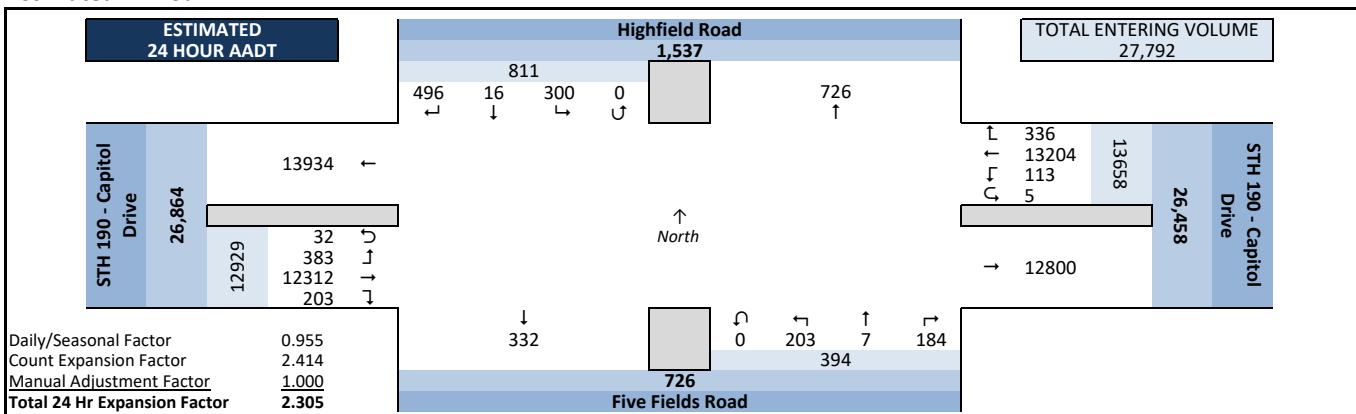 ESTIMATED
24 HOUR AADT
Highfield Road
1,537
TOTAL ENTERING VOLUME
27,792
811
496 16 300 0
↵ ↓ ↳ ⮍
726
↑
STH 190 - Capitol
Drive
26,864
13934 ←
12929
32 ⮌
383 ↿
12312 →
203 ↴
↑
North
336
← 13204
113
5
13658
26,458
STH 190 - Capitol
Drive
→ 12800
↓
332
0 203 7 184
394
726
Five Fields Road
Daily/Seasonal Factor 0.955
Count Expansion Factor 2.414
Manual Adjustment Factor 1.000
Total 24 Hr Expansion Factor 2.305